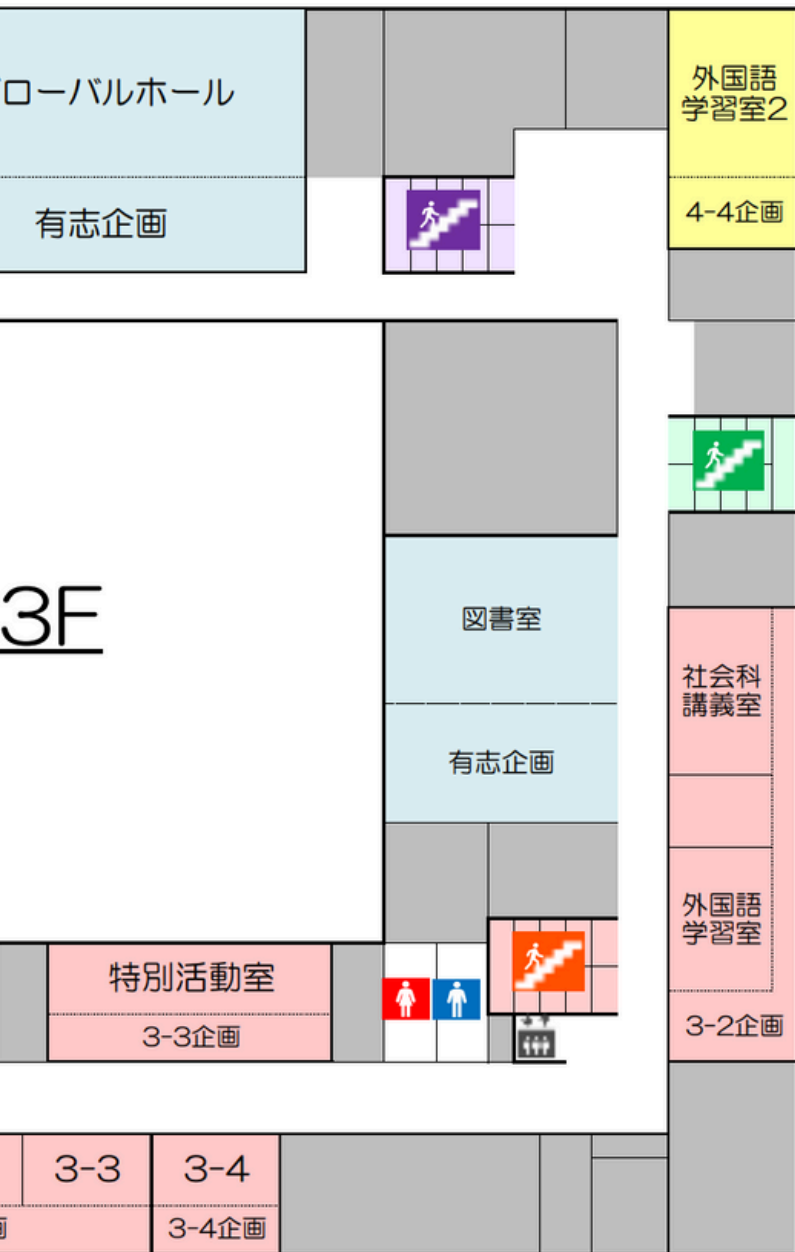 ローバルホール
有志企画
外国語
学習室2
4-4企画
3F
図書室
有志企画
社会科
講義室
外国語
学習室
3-2企画
特別活動室
3-3企画
3-3
3-4
画
3-4企画